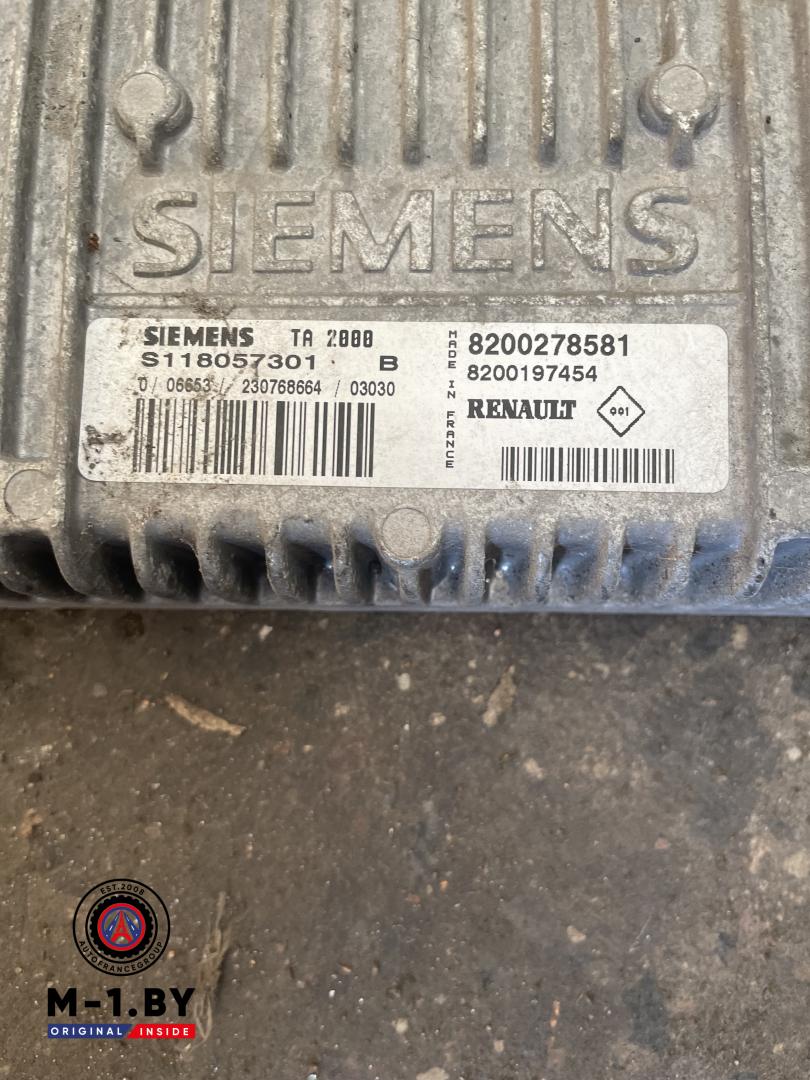 SIEMENS
SIEMENS TA 2000
S118057301 B
0/ 06653 / 230768664 / 03030
MADE IN FRANCE
8200278581
8200197454
RENAULT
001
EST.2008
AUTOFRANCEGROUP
M-1.BY
ORIGINAL INSIDE